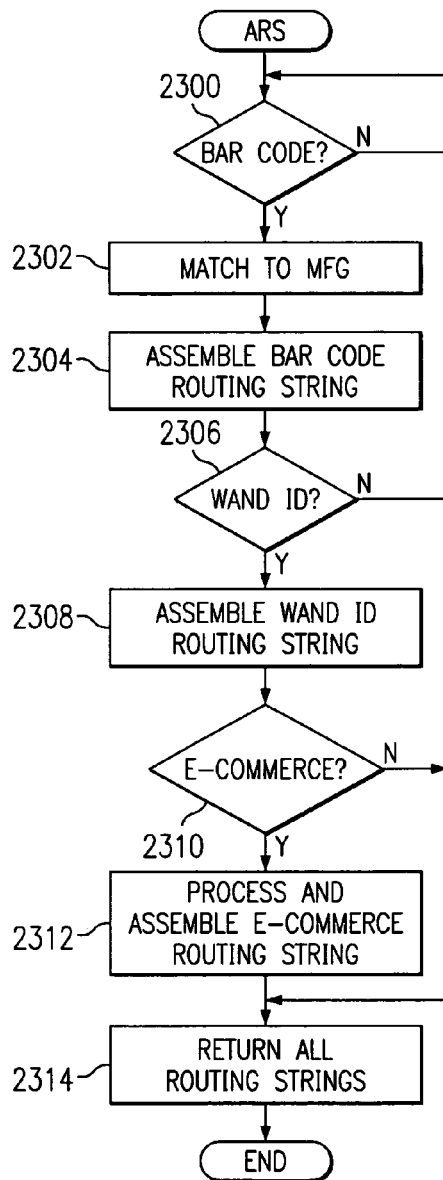 ARS
2300
BAR CODE?
N
Y
2302
MATCH TO MFG
2304
ASSEMBLE BAR CODE
ROUTING STRING
2306
WAND ID?
N
Y
2308
ASSEMBLE WAND ID
ROUTING STRING
E-COMMERCE?
N
2310
Y
2312
PROCESS AND
ASSEMBLE E-COMMERCE
ROUTING STRING
2314
RETURN ALL
ROUTING STRINGS
END